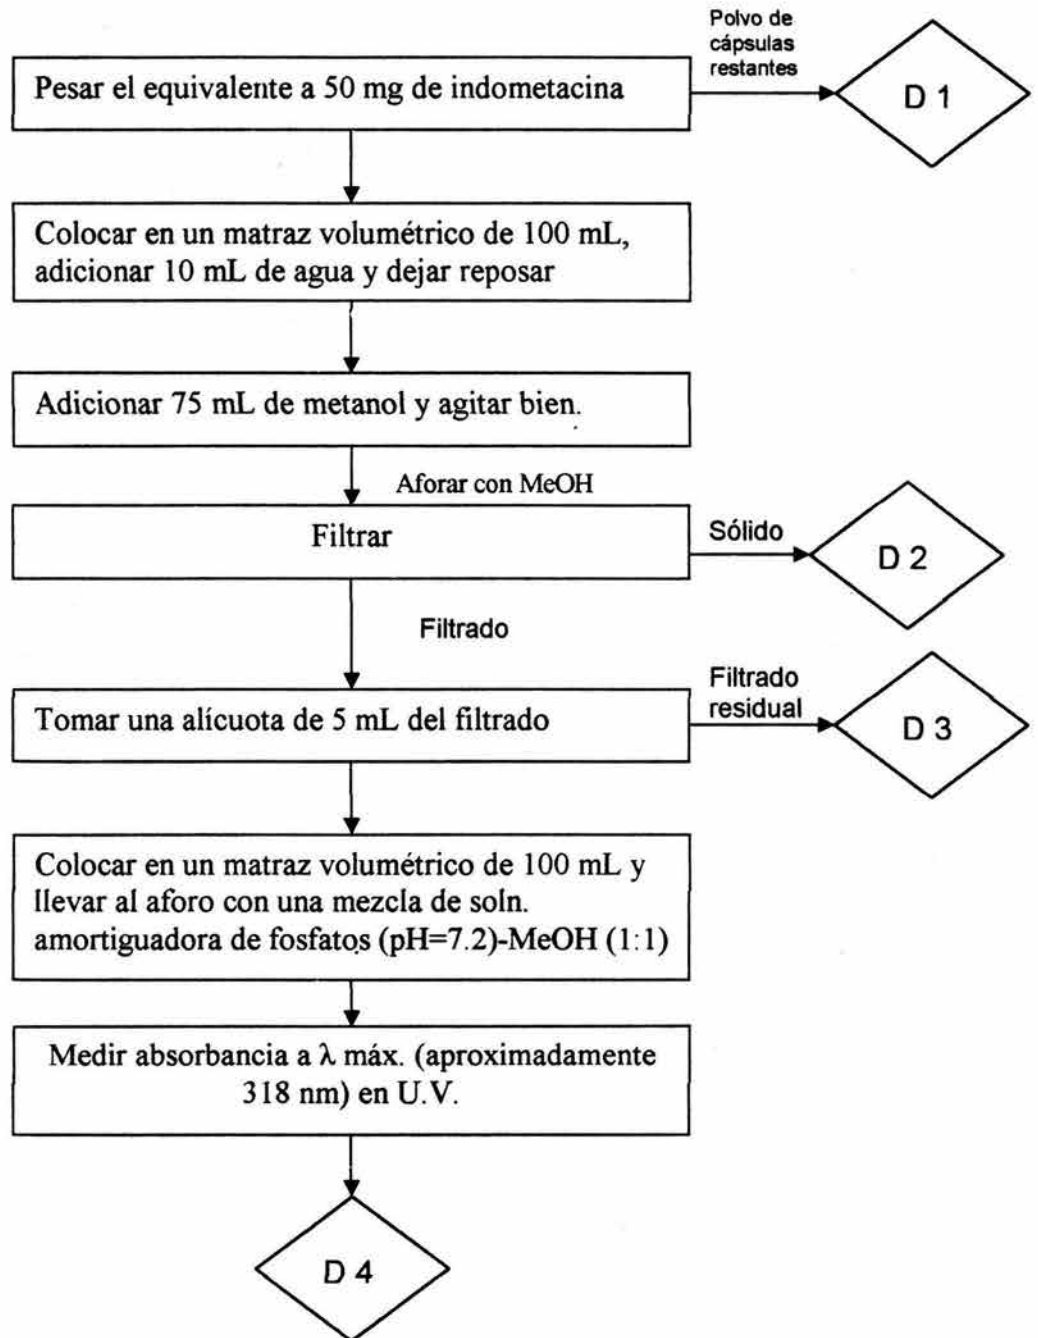 Polvo de
cápsulas
restantes
Pesar el equivalente a 50 mg de indometacina
D 1
Colocar en un matraz volumétrico de 100 mL,
adicionar 10 mL de agua y dejar reposar
Adicionar 75 mL de metanol y agitar bien.
Aforar con MeOH
Filtrar
Sólido
D 2
Filtrado
Filtrado
residual
Tomar una alícuota de 5 mL del filtrado
D 3
Colocar en un matraz volumétrico de 100 mL y
llevar al aforo con una mezcla de soln.
amortiguadora de fosfatos (pH=7.2)-MeOH (1:1)
Medir absorbancia a λ máx. (aproximadamente
318 nm) en U.V.
D 4